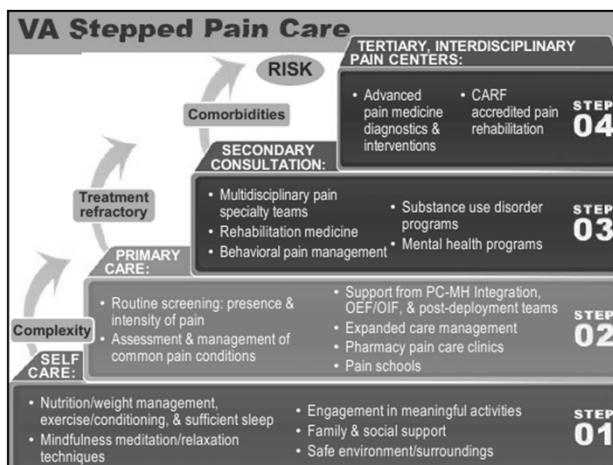 VA Stepped Pain Care
TERTIARY, INTERDISCIPLINARY
PAIN CENTERS:
• Advanced
pain medicine
diagnostics &
interventions
• CARF
accredited pain
rehabilitation
STEP
04
RISK
Comorbidities
SECONDARY
CONSULTATION:
• Multidisciplinary pain
specialty teams
• Rehabilitation medicine
• Behavioral pain management
• Substance use disorder
programs
• Mental health programs
STEP
03
Treatment
refractory
PRIMARY
CARE:
• Routine screening: presence &
intensity of pain
• Assessment & management of
common pain conditions
• Support from PC-MH Integration,
OEF/OIF, & post-deployment teams
• Expanded care management
• Pharmacy pain care clinics
• Pain schools
STEP
02
Complexity
SELF
CARE:
• Nutrition/weight management,
exercise/conditioning, & sufficient sleep
• Mindfulness meditation/relaxation
techniques
• Engagement in meaningful activities
• Family & social support
• Safe environment/surroundings
STEP
01